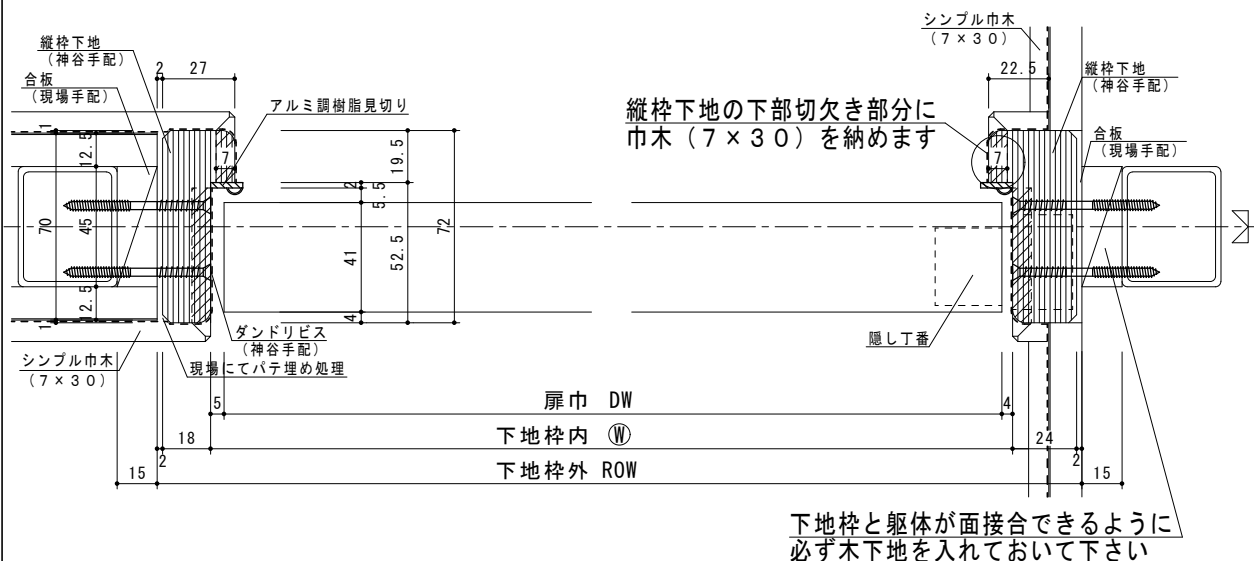 シンプル巾木
(7×30)
縦枠下地
(神谷手配)
合板
(現場手配)
2
27
アルミ調樹脂見切り
22.5
縦枠下地
(神谷手配)
合板
(現場手配)
縦枠下地の下部切欠き部分に
巾木(7×30)を納めます
1
12.5
7
19.5
7
2
5.5
70
45
41
52.5
72
12.5
1
4
ダンドリビス
(神谷手配)
現場にてパテ埋め処理
シンプル巾木
(7×30)
隠し丁番
5
扉巾 DW
4
18
下地枠内 Ⓦ
24
2
2
15
下地枠外 ROW
15
下地枠と躯体が面接合できるように
必ず木下地を入れておいて下さい